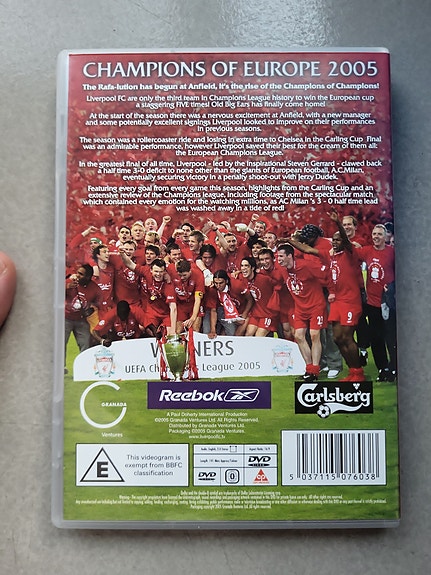 CHAMPIONS OF EUROPE 2005
The Rafa-lution has begun at Anfield, it's the rise of the Champions of Champions!
Liverpool FC are only the third team in Champions League history to win the European cup
a staggering FIVE times! Old Big Ears has finally come home!
At the start of the season there was a nervous excitement at Anfield, with a new manager
and some potentially excellent signings Liverpool looked to improve on their performances
in previous seasons.
The season was a rollercoaster ride and losing in extra time to Chelsea in the Carling Cup Final
was an admirable performance, however Liverpool saved their best for the cream of them all:
the European Champions League.
In the greatest final of all time, Liverpool - led by the inspirational Steven Gerrard - clawed back
a half time 3-0 deficit to none other than the giants of European football, A.C.Milan,
eventually securing victory in a penalty shoot-out with Jerzy Dudek.
Featuring every goal from every game this season, highlights from the Carling Cup and an
extensive review of the Champions league, including footage from the spectacular match
which contained every emotion for the watching millions, as AC Milan 's 3 - 0 half time lead
was washed away in a tide of red!
WINNERS
UEFA Ch League 2005
G
GRANADA
Ventures
Reebok
Carlsberg
A Paul Doherty International Production
©2005 Granada Ventures Ltd. All Rights Reserved.
Distributed by Granada Ventures Ltd.
Packaging ©2005 Granada Ventures.
www.liverpoolfc.tv
E
This videogram is
exempt from BBFC
classification
DVD
0
DVD
5 037115 076038